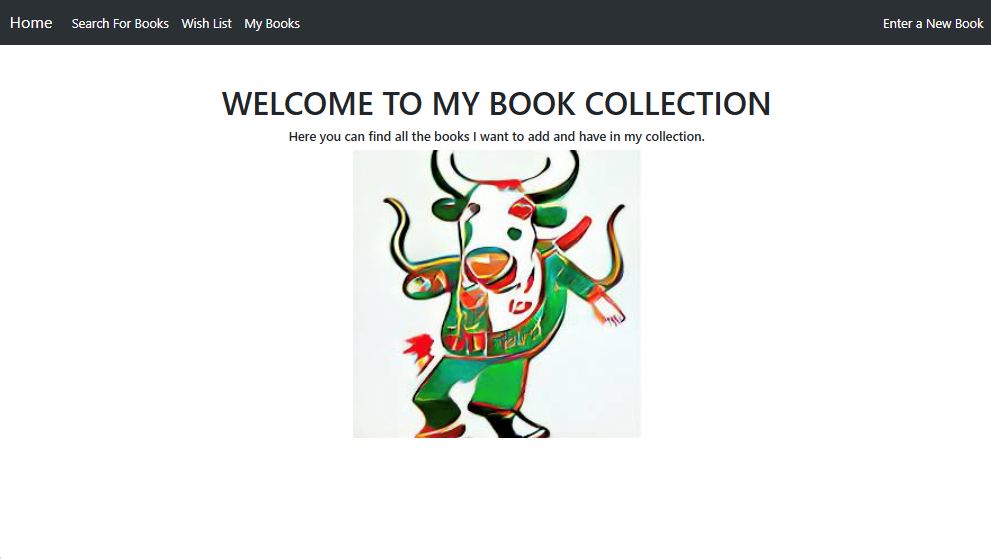 Home Search For Books Wish List My Books Enter a New Book
WELCOME TO MY BOOK COLLECTION
Here you can find all the books I want to add and have in my collection.